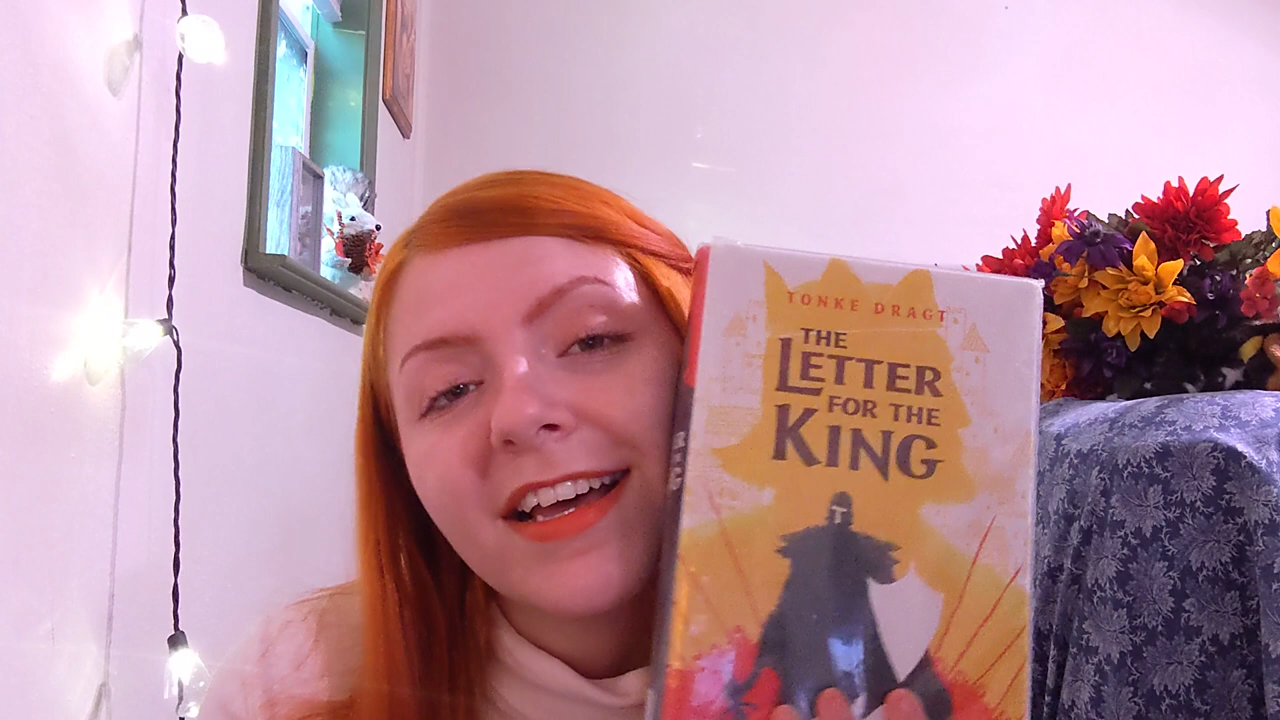 TONKE DRAGT
THE
LETTER
FOR THE
KING